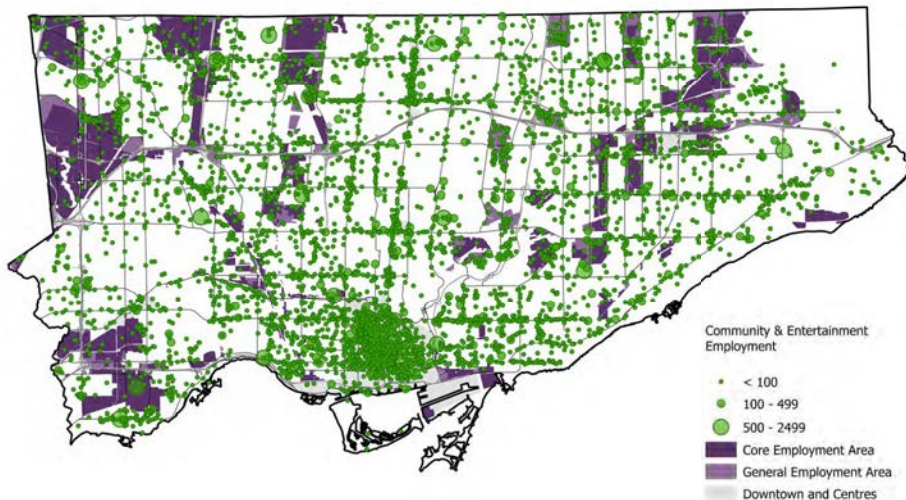 Community & Entertainment
Employment
< 100
100 - 499
500 - 2499
Core Employment Area
General Employment Area
Downtown and Centres